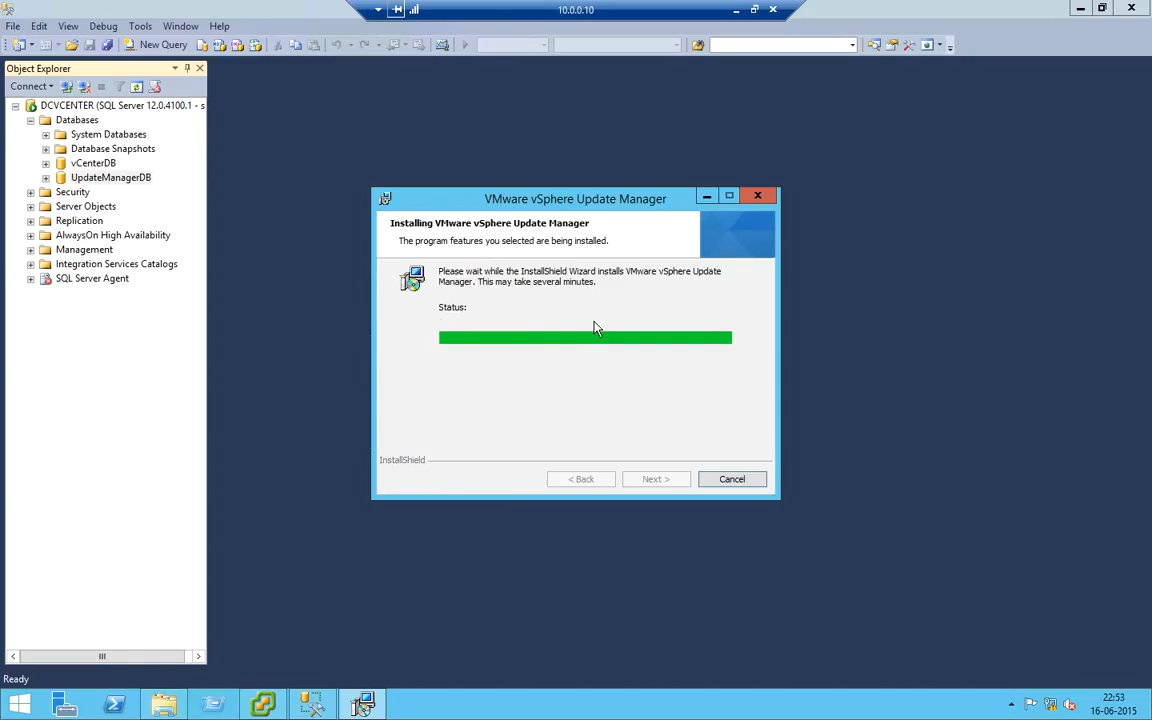 10.0.0.10
File Edit View Debug Tools Window Help
New Query
Object Explorer
Connect
DCVCENTER (SQL Server 12.0.4100.1 - s
Databases
System Databases
Database Snapshots
vCenterDB
UpdateManagerDB
Security
Server Objects
Replication
AlwaysOn High Availability
Management
Integration Services Catalogs
SQL Server Agent
VMware vSphere Update Manager
Installing VMware vSphere Update Manager
The program features you selected are being installed.
Please wait while the InstallShield Wizard installs VMware vSphere Update
Manager. This may take several minutes.
Status:
InstallShield
< Back Next > Cancel
Ready
22:53
16-06-2015